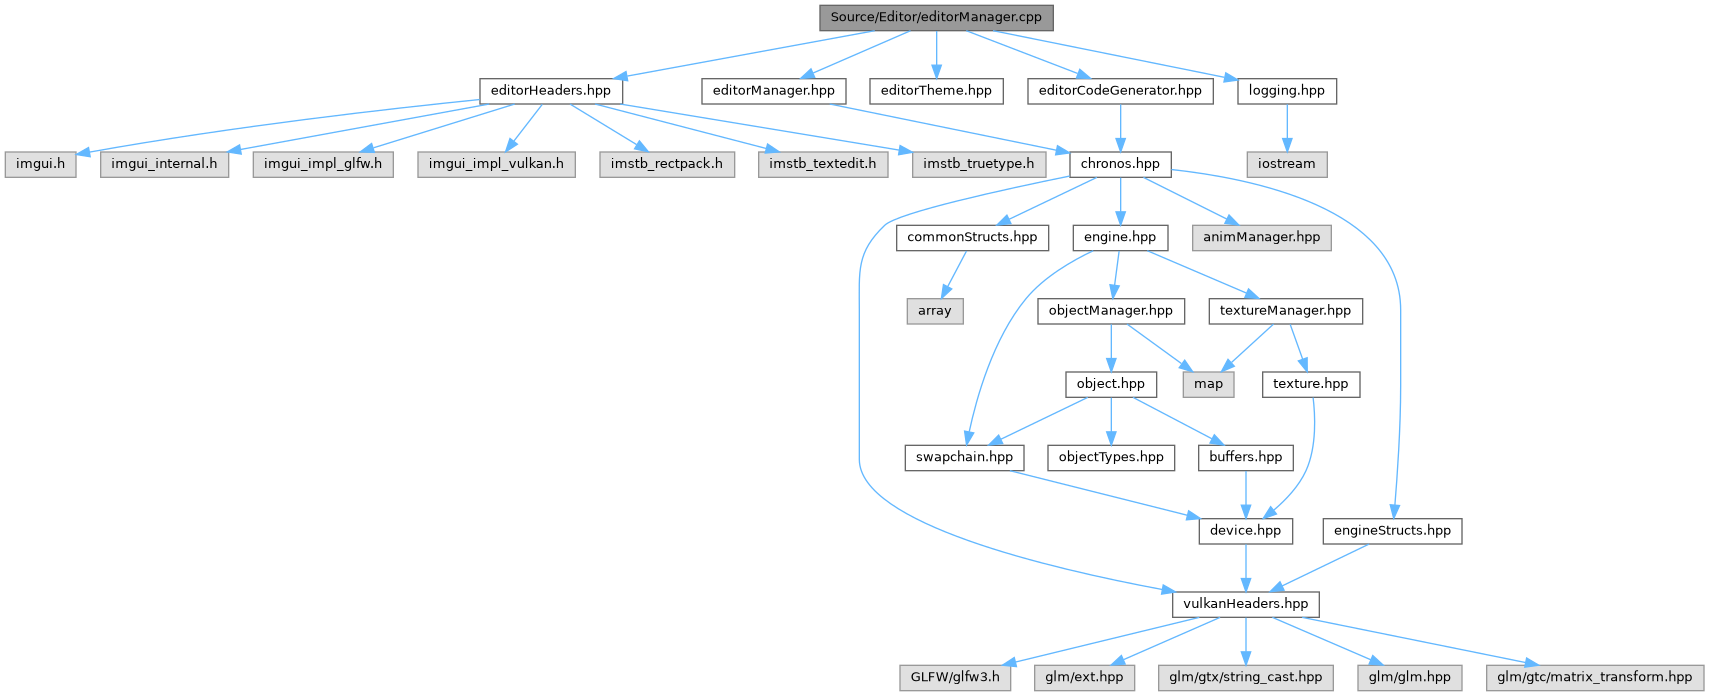 Source/Editor/editorManager.cpp
editorHeaders.hpp
editorManager.hpp
editorTheme.hpp
editorCodeGenerator.hpp
logging.hpp
imgui.h
imgui_internal.h
imgui_impl_glfw.h
imgui_impl_vulkan.h
imstb_rectpack.h
imstb_textedit.h
imstb_truetype.h
chronos.hpp
iostream
commonStructs.hpp
engine.hpp
animManager.hpp
array
objectManager.hpp
textureManager.hpp
object.hpp
map
texture.hpp
swapchain.hpp
objectTypes.hpp
buffers.hpp
device.hpp
engineStructs.hpp
vulkanHeaders.hpp
GLFW/glfw3.h
glm/ext.hpp
glm/gtx/string_cast.hpp
glm/glm.hpp
glm/gtc/matrix_transform.hpp